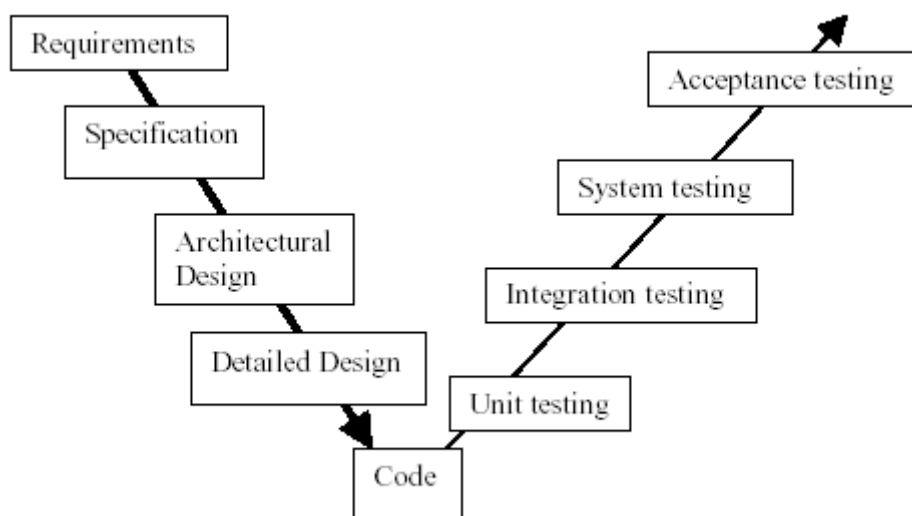 Requirements
Specification
Architectural
Design
Detailed Design
Code
Unit testing
Integration testing
System testing
Acceptance testing